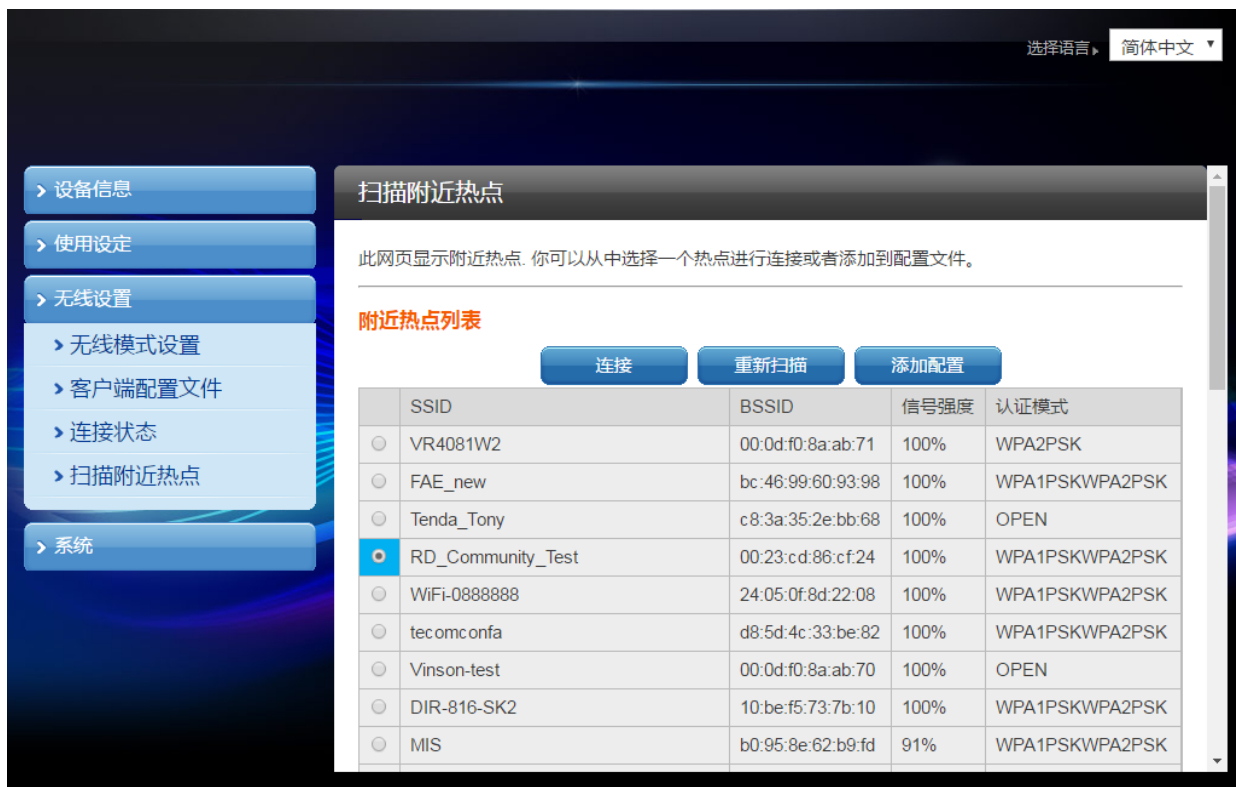 选择语言 简体中文
设备信息
使用设定
无线设置
无线模式设置
客户端配置文件
连接状态
扫描附近热点
系统
扫描附近热点
此网页显示附近热点. 你可以从中选择一个热点进行连接或者添加到配置文件。
附近热点列表
连接 重新扫描 添加配置
SSID BSSID 信号强度 认证模式
VR4081W2 00:0d:f0:8a:ab:71 100% WPA2PSK
FAE_new bc:46:99:60:93:98 100% WPA1PSKWPA2PSK
Tenda_Tony c8:3a:35:2e:bb:68 100% OPEN
RD_Community_Test 00:23:cd:86:cf:24 100% WPA1PSKWPA2PSK
WiFi-0888888 24:05:0f:8d:22:08 100% WPA1PSKWPA2PSK
tecomconfa d8:5d:4c:33:be:82 100% WPA1PSKWPA2PSK
Vinson-test 00:0d:f0:8a:ab:70 100% OPEN
DIR-816-SK2 10:be:f5:73:7b:10 100% WPA1PSKWPA2PSK
MIS b0:95:8e:62:b9:fd 91% WPA1PSKWPA2PSK